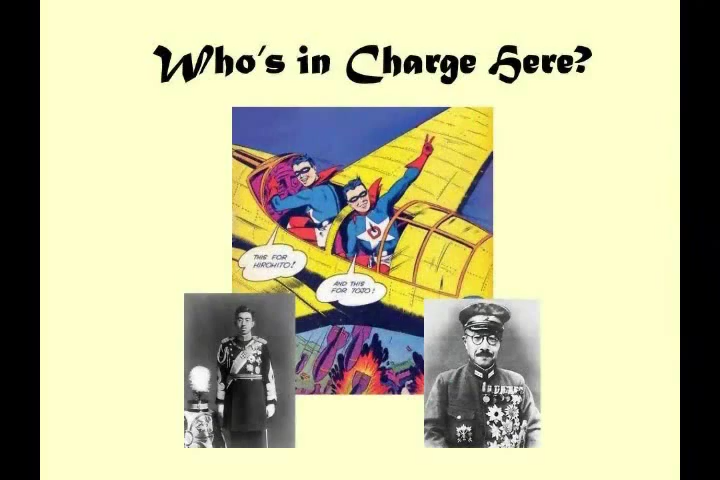 Who's in Charge Here?
THIS FOR
HIROHITO!
AND THIS
FOR TOJO!